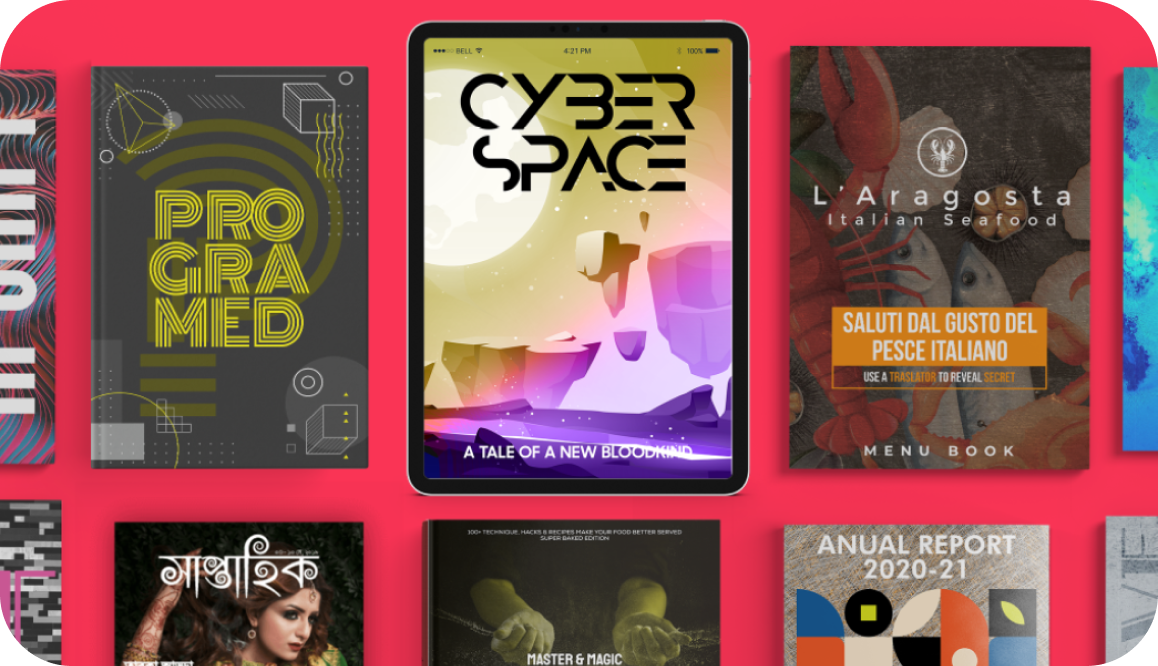 BELL
4:21 PM
100%
CYBER
SPACE
A TALE OF A NEW BLOODKIND
PRO
GRA
MED
L'Aragosta
Italian Seafood
SALUTI DAL GUSTO DEL
PESCE ITALIANO
USE A TRASLATOR TO REVEAL SECRET
MENU BOOK
সাপ্তাহিক
100+ TECHNIQUE, HACKS & RECIPES MAKE YOUR FOOD BETTER SERVED
SUPER BAKED EDITION
MASTER & MAGIC
ANUAL REPORT
2020-21